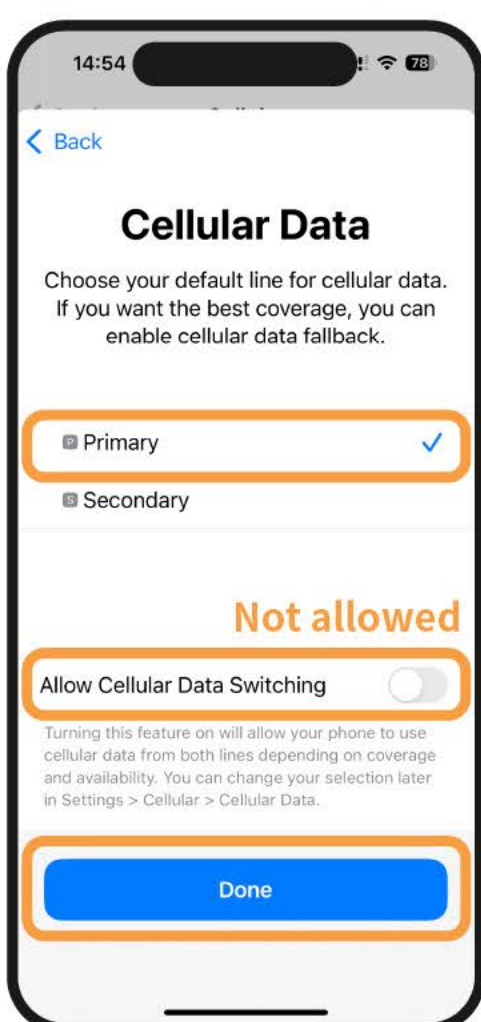 14:54
78
Back
Cellular Data
Choose your default line for cellular data.
If you want the best coverage, you can
enable cellular data fallback.
P Primary
S Secondary
Not allowed
Allow Cellular Data Switching
Turning this feature on will allow your phone to use
cellular data from both lines depending on coverage
and availability. You can change your selection later
in Settings > Cellular > Cellular Data.
Done